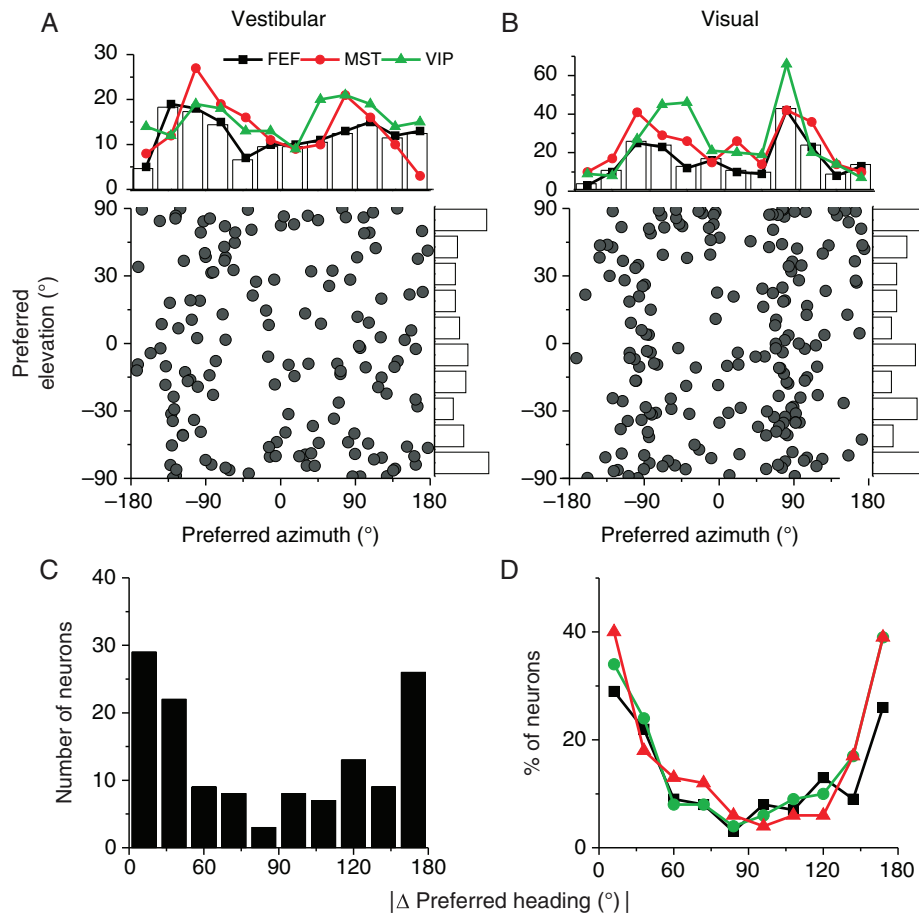 A Vestibular
B Visual
FEF MST VIP
30
20
10
0
60
40
20
0
Preferred elevation (°)
90
30
0
−30
−90
−180 −90 0 90 180
Preferred azimuth (°)
90
30
0
−30
−90
−180 −90 0 90 180
Preferred azimuth (°)
C
Number of neurons
40
30
20
10
0
0 60 90 120 180
D
% of neurons
40
20
0
0 60 90 120 180
|Δ Preferred heading (°) |